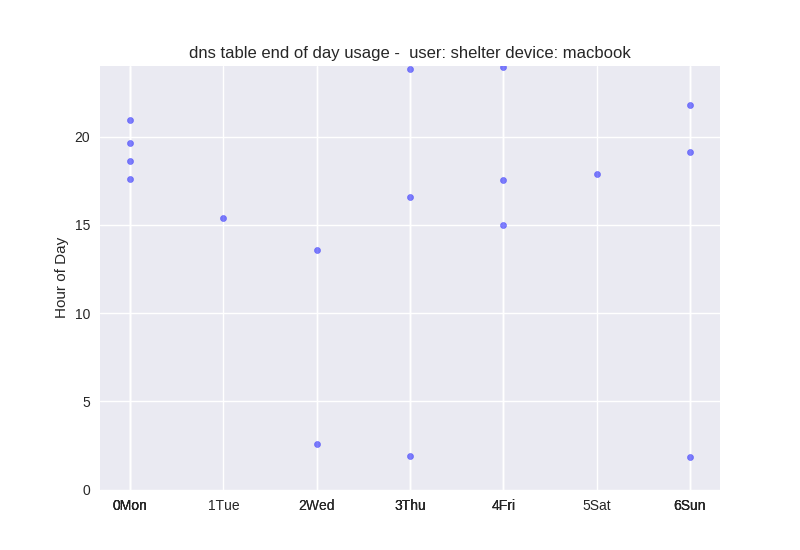 dns table end of day usage -  user: shelter device: macbook
20
15
10
5
0
Hour of Day
0Mon 1Tue 2Wed 3Thu 4Fri 5Sat 6Sun